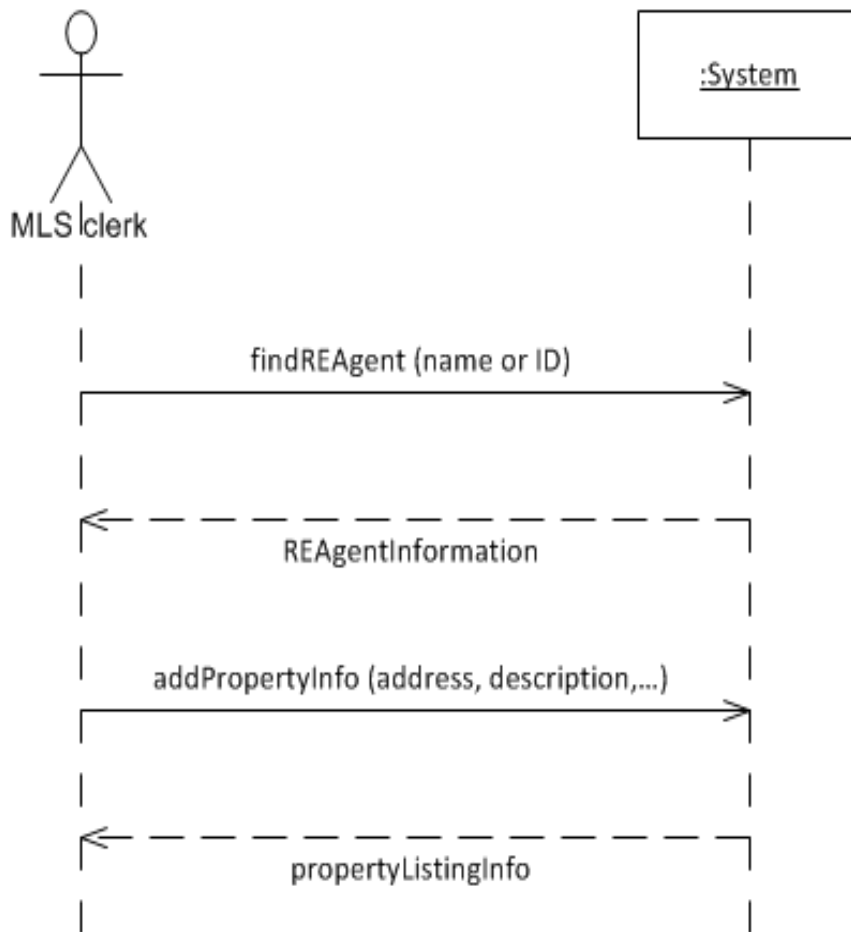 :System
MLS clerk
findREAgent (name or ID)
REAgentInformation
addPropertyInfo (address, description,...)
propertyListingInfo